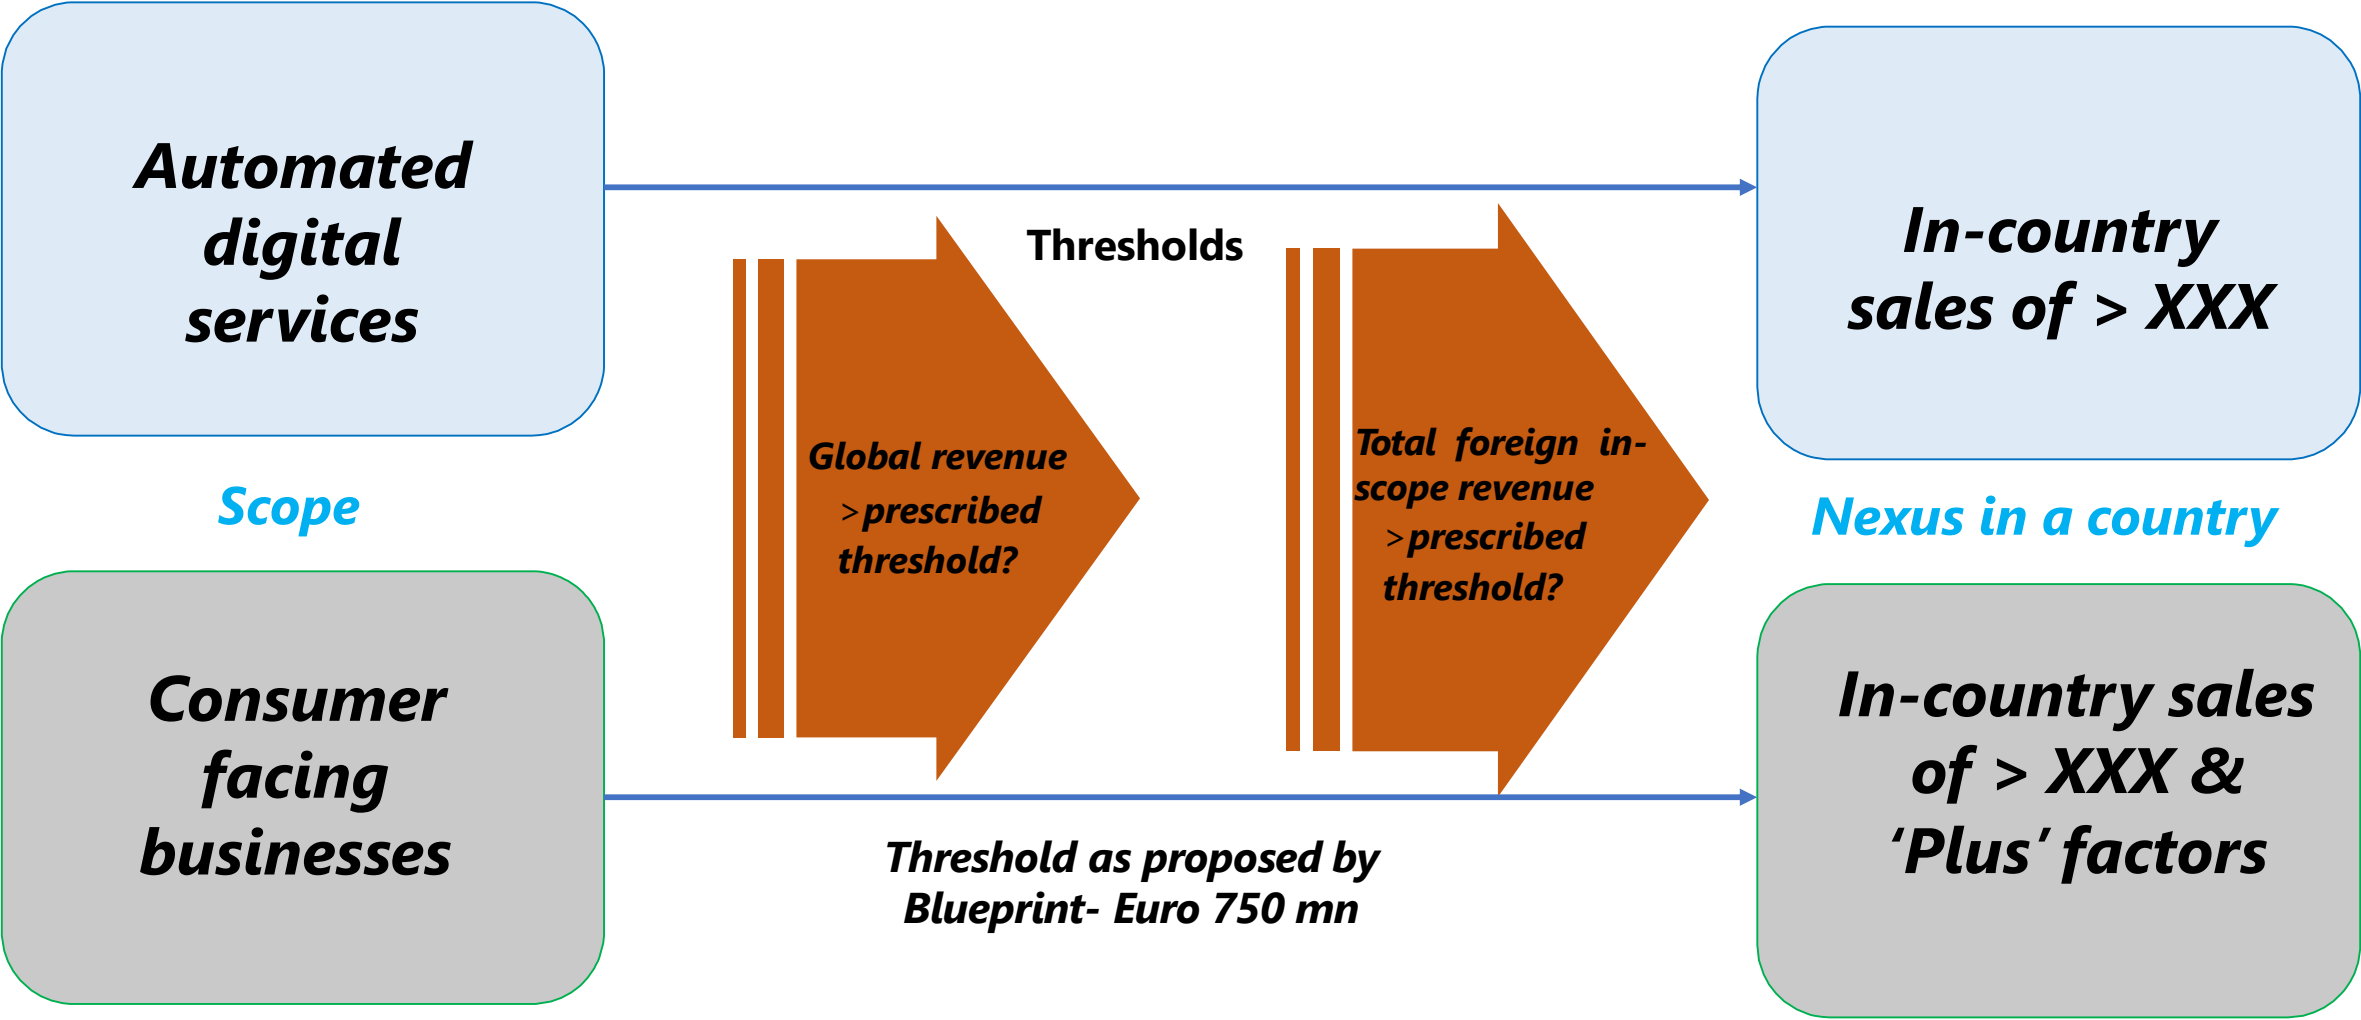 Automated
digital
services
Scope
Consumer
facing
businesses
Thresholds
Global revenue
>prescribed
threshold?
Total foreign in-
scope revenue
>prescribed
threshold?
Threshold as proposed by
Blueprint- Euro 750 mn
In-country
sales of > XXX
Nexus in a country
In-country sales
of > XXX &
‘Plus’ factors